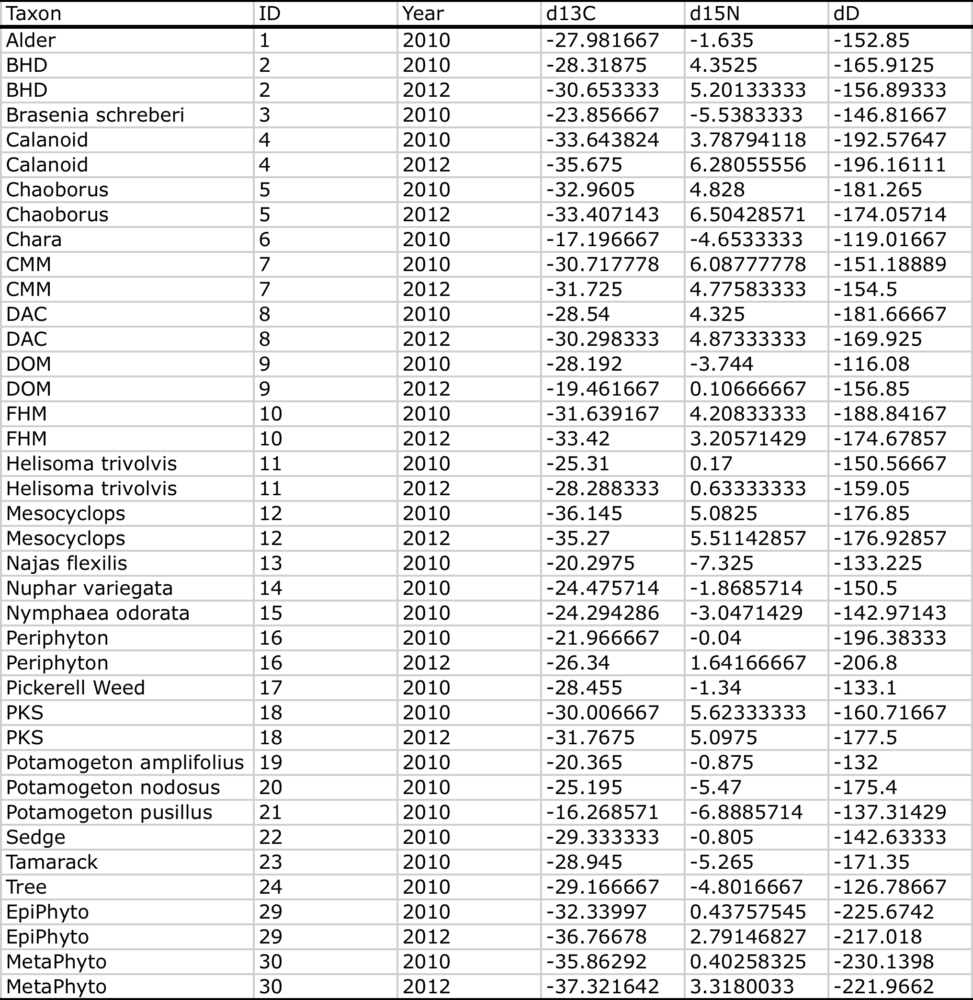 Taxon ID Year d13C d15N dD
Alder 1 2010 -27.981667 -1.635 -152.85
BHD 2 2010 -28.31875 4.3525 -165.9125
BHD 2 2012 -30.653333 5.20133333 -156.89333
Brasenia schreberi 3 2010 -23.856667 -5.5383333 -146.81667
Calanoid 4 2010 -33.643824 3.78794118 -192.57647
Calanoid 4 2012 -35.675 6.28055556 -196.16111
Chaoborus 5 2010 -32.9605 4.828 -181.265
Chaoborus 5 2012 -33.407143 6.50428571 -174.05714
Chara 6 2010 -17.196667 -4.6533333 -119.01667
CMM 7 2010 -30.717778 6.08777778 -151.18889
CMM 7 2012 -31.725 4.77583333 -154.5
DAC 8 2010 -28.54 4.325 -181.66667
DAC 8 2012 -30.298333 4.87333333 -169.925
DOM 9 2010 -28.192 -3.744 -116.08
DOM 9 2012 -19.461667 0.10666667 -156.85
FHM 10 2010 -31.639167 4.20833333 -188.84167
FHM 10 2012 -33.42 3.20571429 -174.67857
Helisoma trivolvis 11 2010 -25.31 0.17 -150.56667
Helisoma trivolvis 11 2012 -28.288333 0.63333333 -159.05
Mesocyclops 12 2010 -36.145 5.0825 -176.85
Mesocyclops 12 2012 -35.27 5.51142857 -176.92857
Najas flexilis 13 2010 -20.2975 -7.325 -133.225
Nuphar variegata 14 2010 -24.475714 -1.8685714 -150.5
Nymphaea odorata 15 2010 -24.294286 -3.0471429 -142.97143
Periphyton 16 2010 -21.966667 -0.04 -196.38333
Periphyton 16 2012 -26.34 1.64166667 -206.8
Pickerell Weed 17 2010 -28.455 -1.34 -133.1
PKS 18 2010 -30.006667 5.62333333 -160.71667
PKS 18 2012 -31.7675 5.0975 -177.5
Potamogeton amplifolius 19 2010 -20.365 -0.875 -132
Potamogeton nodosus 20 2010 -25.195 -5.47 -175.4
Potamogeton pusillus 21 2010 -16.268571 -6.8885714 -137.31429
Sedge 22 2010 -29.333333 -0.805 -142.63333
Tamarack 23 2010 -28.945 -5.265 -171.35
Tree 24 2010 -29.166667 -4.8016667 -126.78667
EpiPhyto 29 2010 -32.33997 0.43757545 -225.6742
EpiPhyto 29 2012 -36.76678 2.79146827 -217.018
MetaPhyto 30 2010 -35.86292 0.40258325 -230.1398
MetaPhyto 30 2012 -37.321642 3.3180033 -221.9662